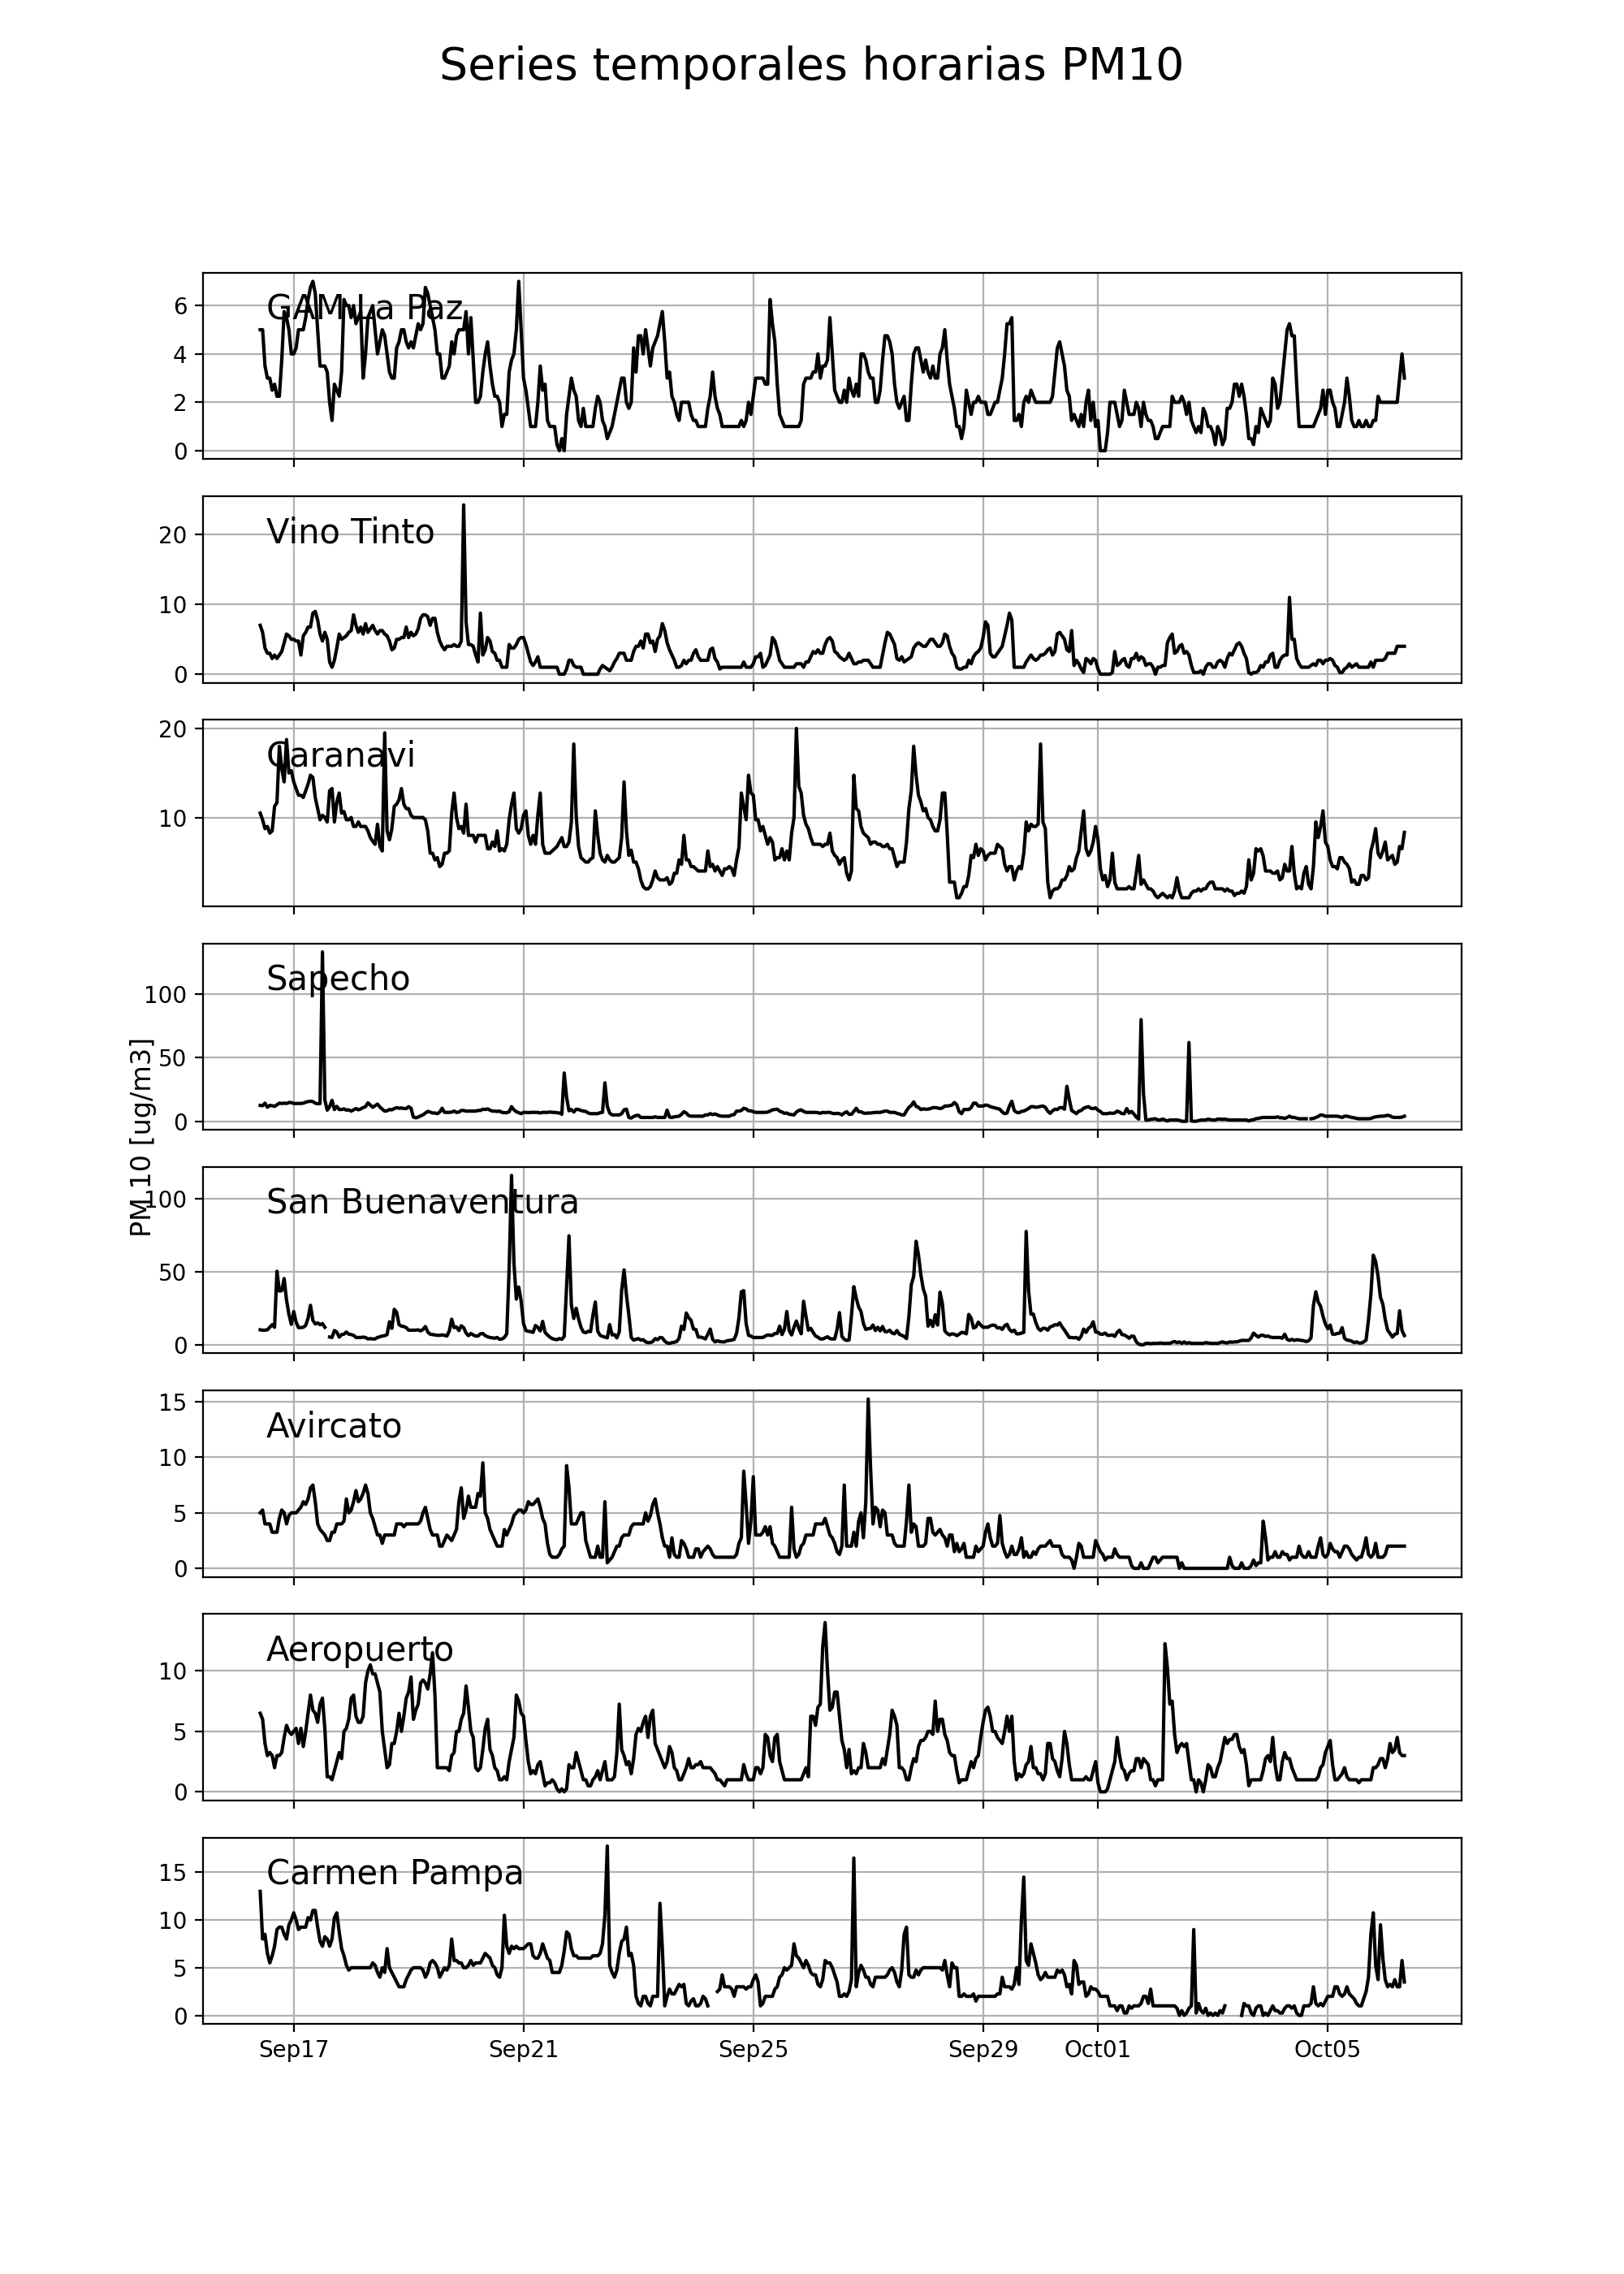 Series temporales horarias PM10
GAM La Paz
6
4
2
0
Vino Tinto
20
10
0
Caranavi
20
10
Sapecho
100
50
0
PM 10 [ug/m3]
San Buenaventura
100
50
0
Avircato
15
10
5
0
Aeropuerto
10
5
0
Carmen Pampa
15
10
5
0
Sep17 Sep21 Sep25 Sep29 Oct01 Oct05